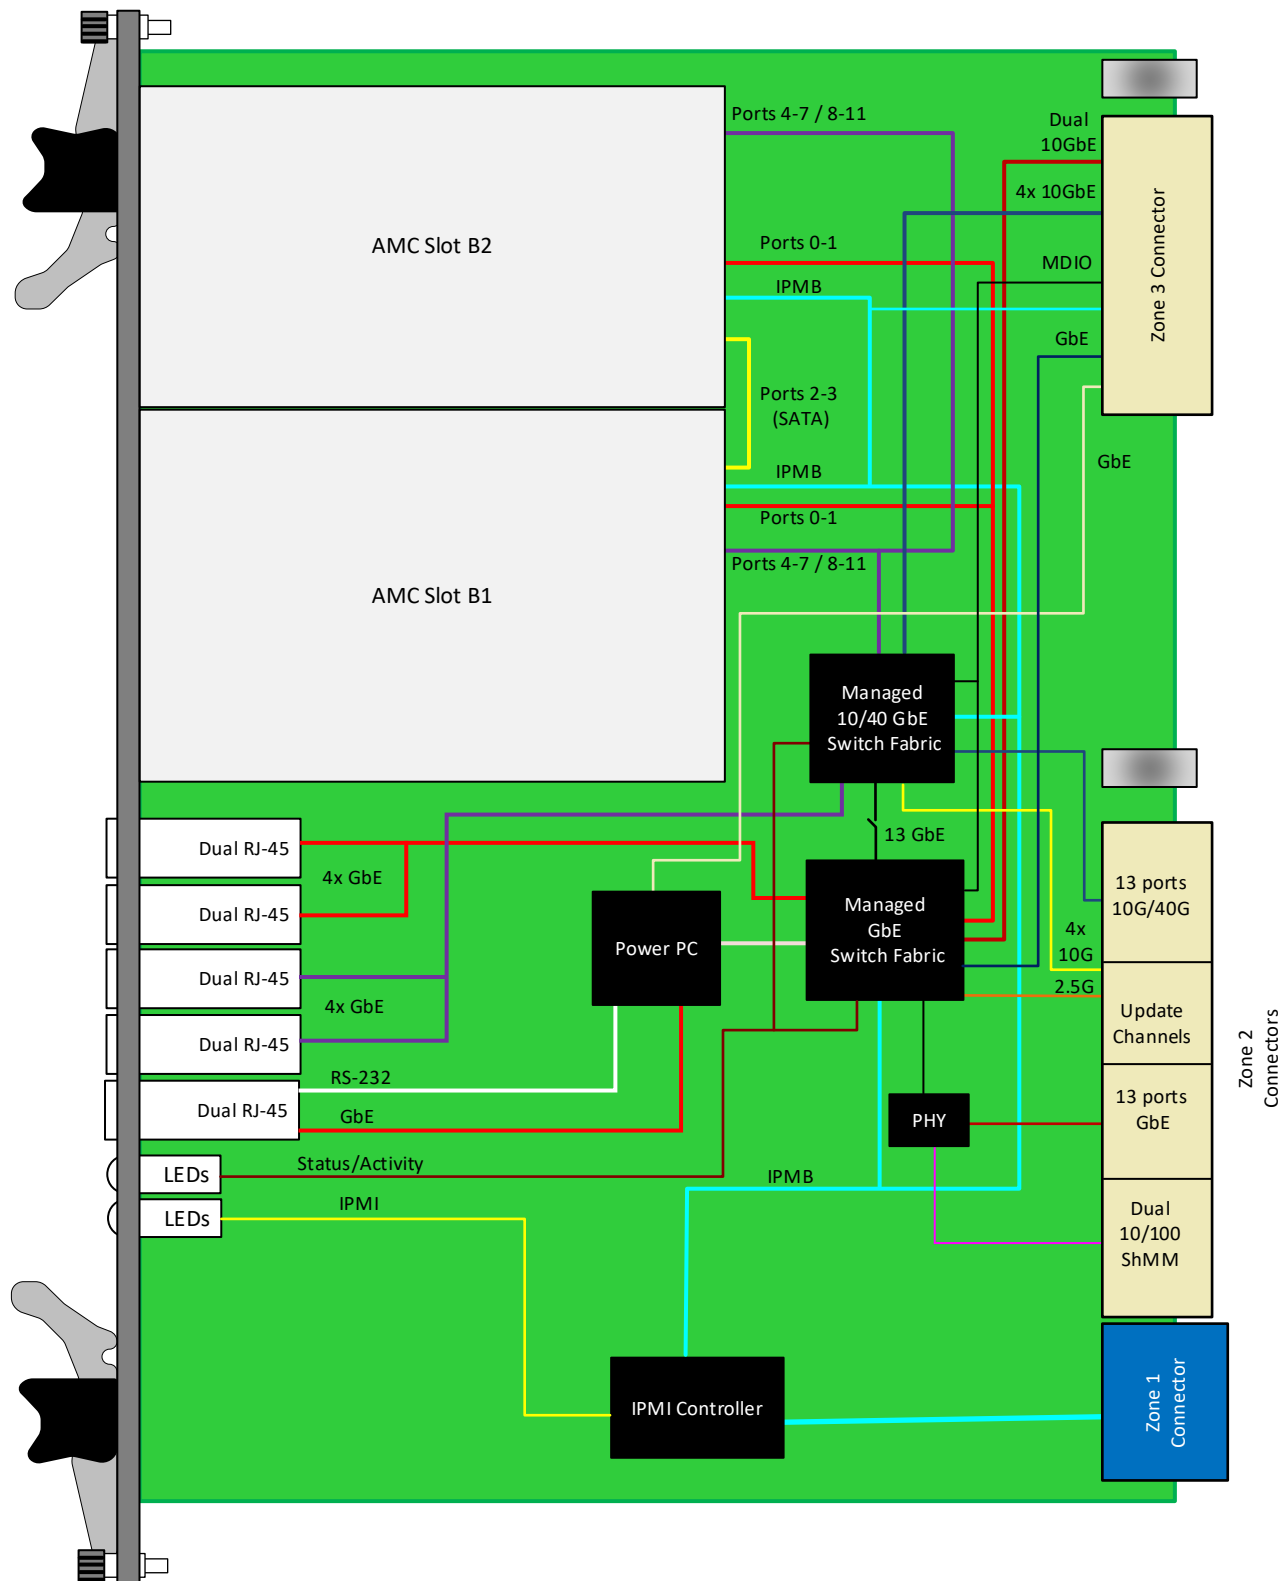 Ports 4-7 / 8-11
Dual
10GbE
4x 10GbE
AMC Slot B2
Ports 0-1
MDIO
IPMB
Zone 3 Connector
GbE
Ports 2-3
(SATA)
GbE
IPMB
Ports 0-1
Ports 4-7 / 8-11
AMC Slot B1
Managed
10/40 GbE
Switch Fabric
13 GbE
Dual RJ-45
4x GbE
Dual RJ-45
Dual RJ-45
4x GbE
Dual RJ-45
RS-232
Dual RJ-45
GbE
Power PC
Managed
GbE
Switch Fabric
13 ports
10G/40G
4x
10G
2.5G
Update
Channels
Zone 2
Connectors
13 ports
GbE
PHY
Status/Activity
LEDs
IPMB
IPMI
LEDs
Dual
10/100
ShMM
IPMI Controller
Zone 1
Connector